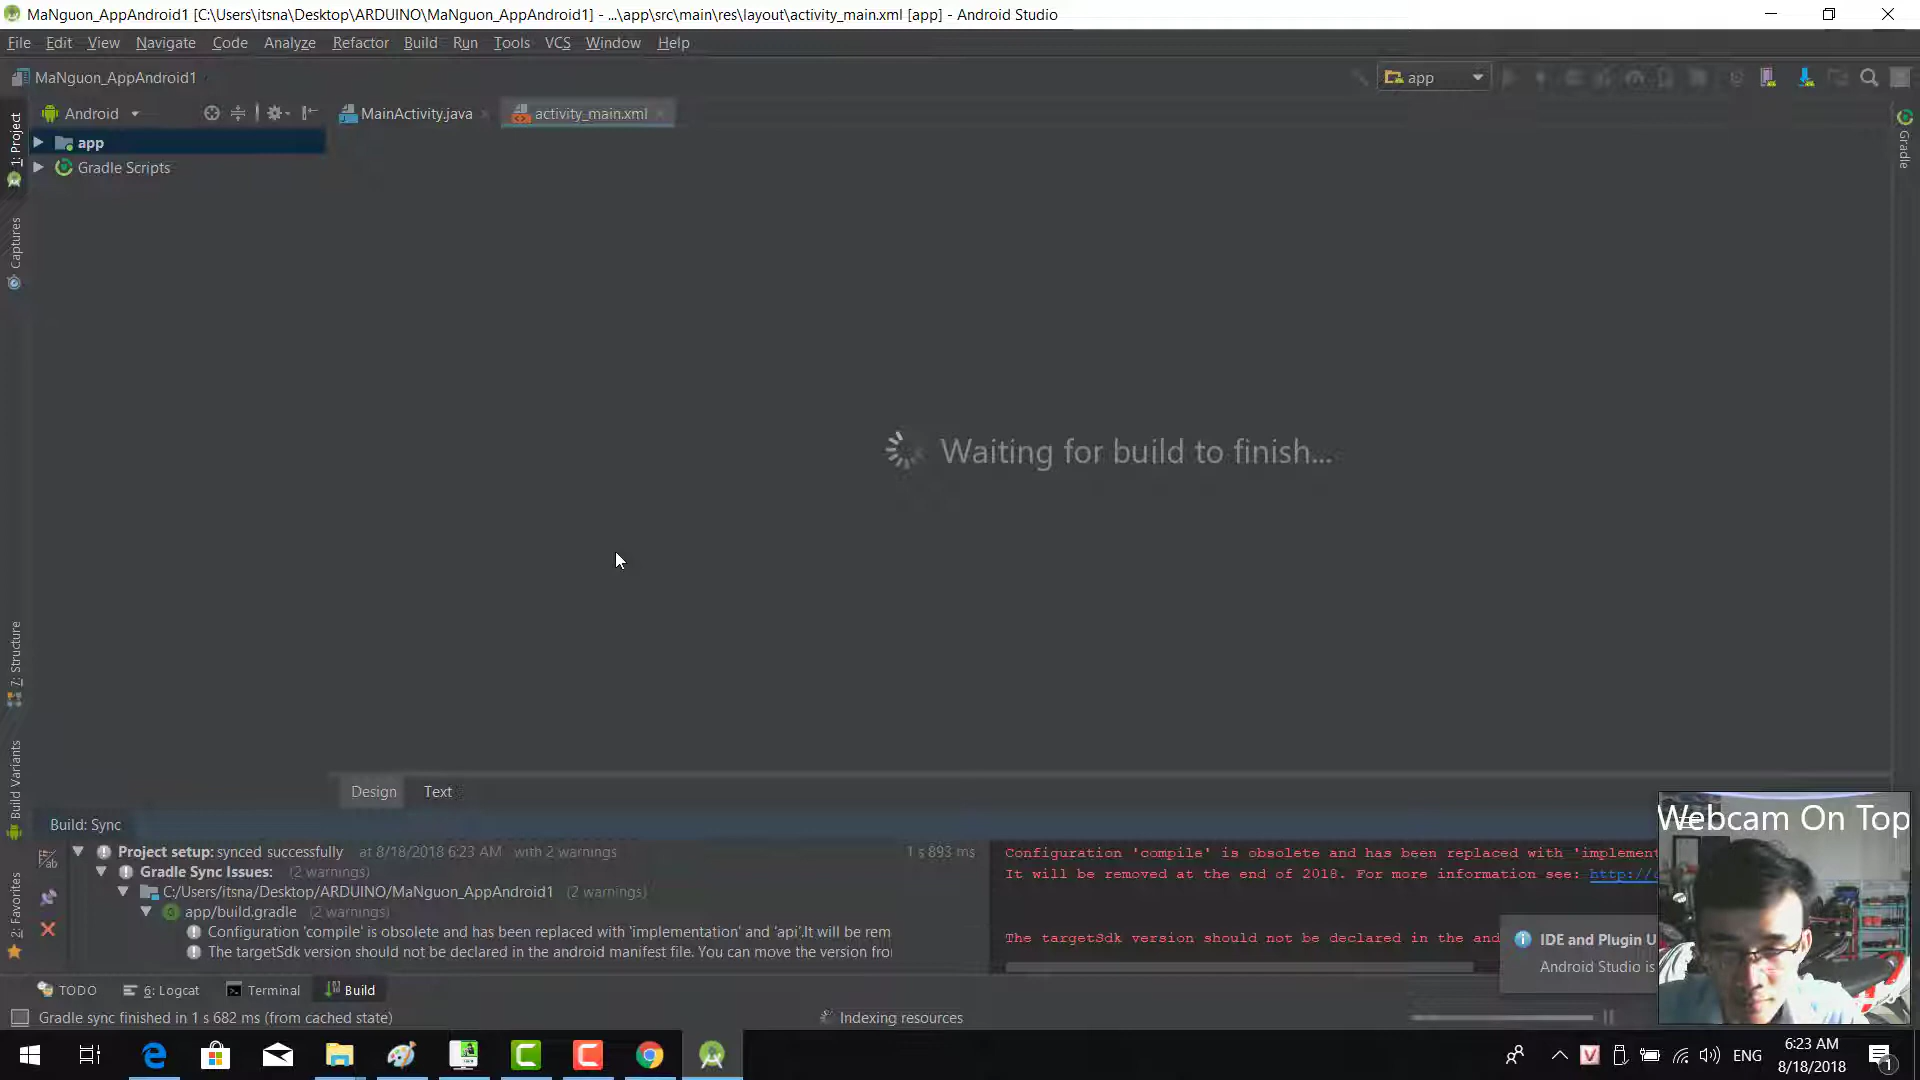 MaNguon_AppAndroid1 [C:\Users\itsna\Desktop\ARDUINO\MaNguon_AppAndroid1] - ...\app\src\main\res\layout\activity_main.xml [app] - Android Studio
File Edit View Navigate Code Analyze Refactor Build Run Tools VCS Window Help
MaNguon_AppAndroid1
app
Android
MainActivity.java
activity_main.xml
1: Project
app
Gradle Scripts
Gradle
Captures
Waiting for build to finish...
7: Structure
Build Variants
Design Text
Webcam On Top
Build: Sync
Project setup: synced successfully at 8/18/2018 6:23 AM with 2 warnings 1 s 893 ms
Gradle Sync Issues: (2 warnings)
C:/Users/itsna/Desktop/ARDUINO/MaNguon_AppAndroid1 (2 warnings)
app/build.gradle (2 warnings)
Configuration 'compile' is obsolete and has been replaced with 'implementation' and 'api'.It will be rem
The targetSdk version should not be declared in the android manifest file. You can move the version fro
Configuration 'compile' is obsolete and has been replaced with 'implement
It will be removed at the end of 2018. For more information see: http://
The targetSdk version should not be declared in the and
IDE and Plugin U
Android Studio is
2: Favorites
TODO 6: Logcat Terminal Build
Gradle sync finished in 1 s 682 ms (from cached state)
Indexing resources
ENG
6:23 AM
8/18/2018
1